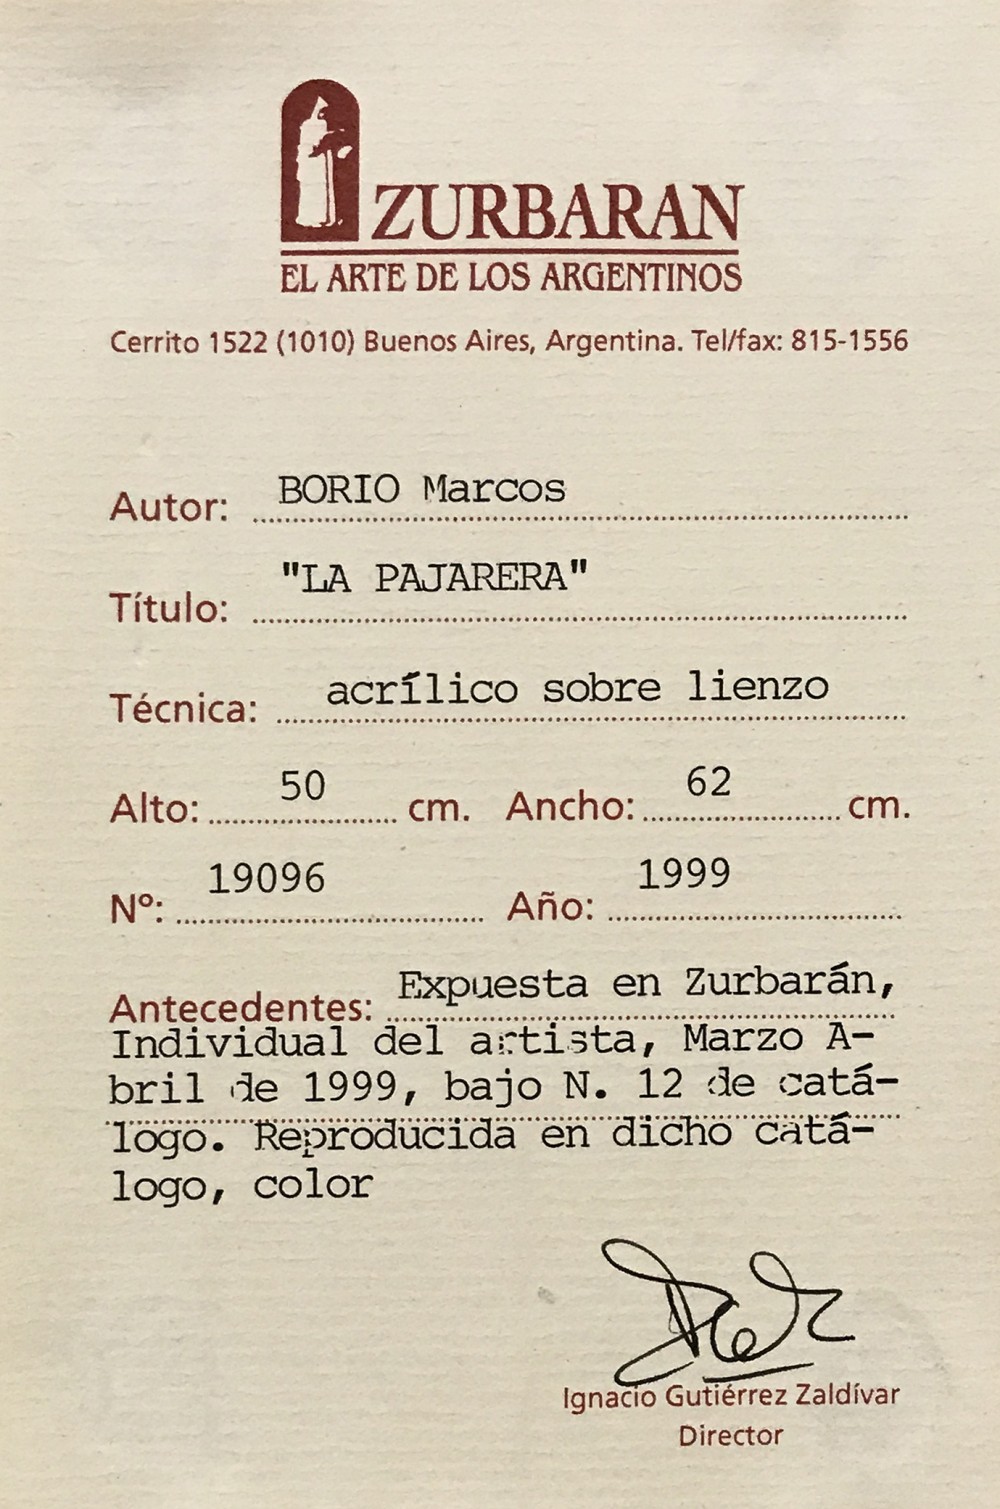 ZURBARAN
EL ARTE DE LOS ARGENTINOS
Cerrito 1522 (1010) Buenos Aires, Argentina. Tel/fax: 815-1556
Autor: BORIO Marcos
Título: "LA PAJARERA"
Técnica: acrílico sobre lienzo
Alto: 50 cm. Ancho: 62 cm.
Nº: 19096 Año: 1999
Antecedentes: Expuesta en Zurbarán,
Individual del artista, Marzo A-
bril de 1999, bajo N. 12 de catá-
logo. Reproducida en dicho catá-
logo, color
Ignacio Gutiérrez Zaldívar
Director